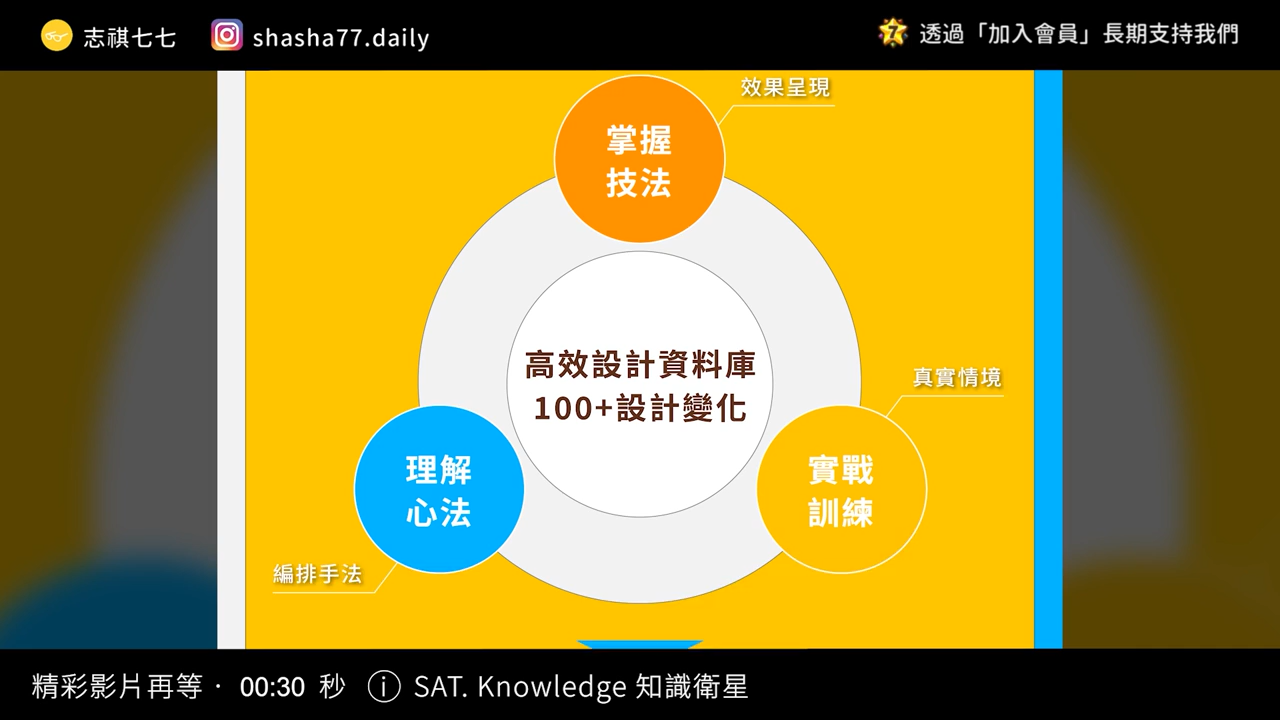 志祺七七
shasha77.daily
7
透過「加入會員」長期支持我們
效果呈現
掌握
技法
高效設計資料庫
100+設計變化
真實情境
理解
心法
實戰
訓練
編排手法
精彩影片再等· 00:30 秒 ⓘ SAT. Knowledge 知識衛星